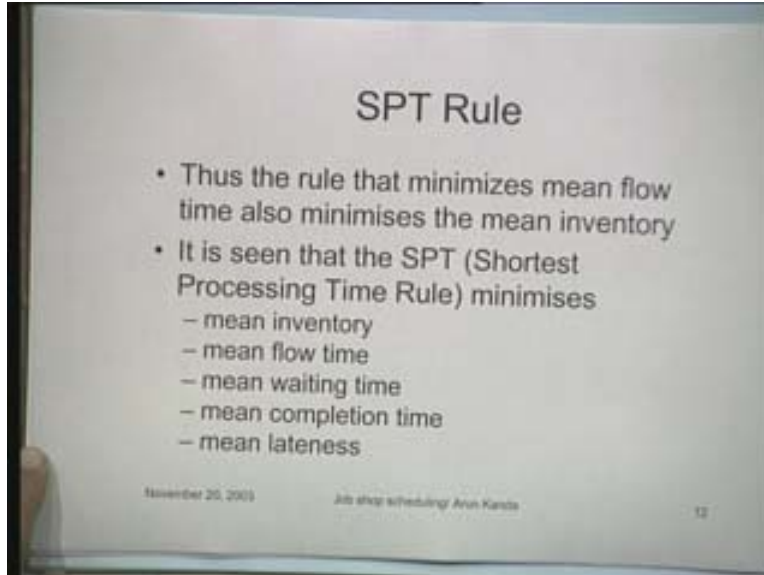 SPT Rule
• Thus the rule that minimizes mean flow
time also minimises the mean inventory
• It is seen that the SPT (Shortest
Processing Time Rule) minimises
– mean inventory
– mean flow time
– mean waiting time
– mean completion time
– mean lateness
November 20, 2003
Job shop scheduling/ Arun Kanda
12